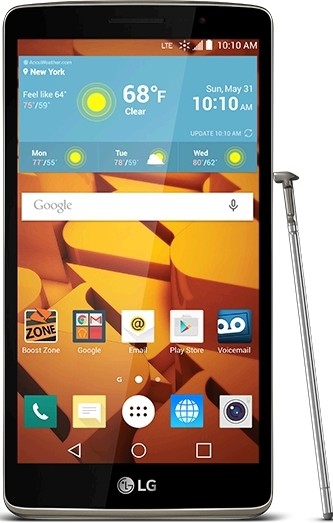 LTE 10:10 AM
AccuWeather.com
New York
Feel like 64°
75°/59°
68°F
Clear
Sun, May 31
10:10 AM
UPDATE 10:10 AM
Mon
77°/55°
Tue
78°/59°
Wed
80°/62°
Google
ZONE
Boost Zone
Google
Email
Play Store
Voicemail
G
LG